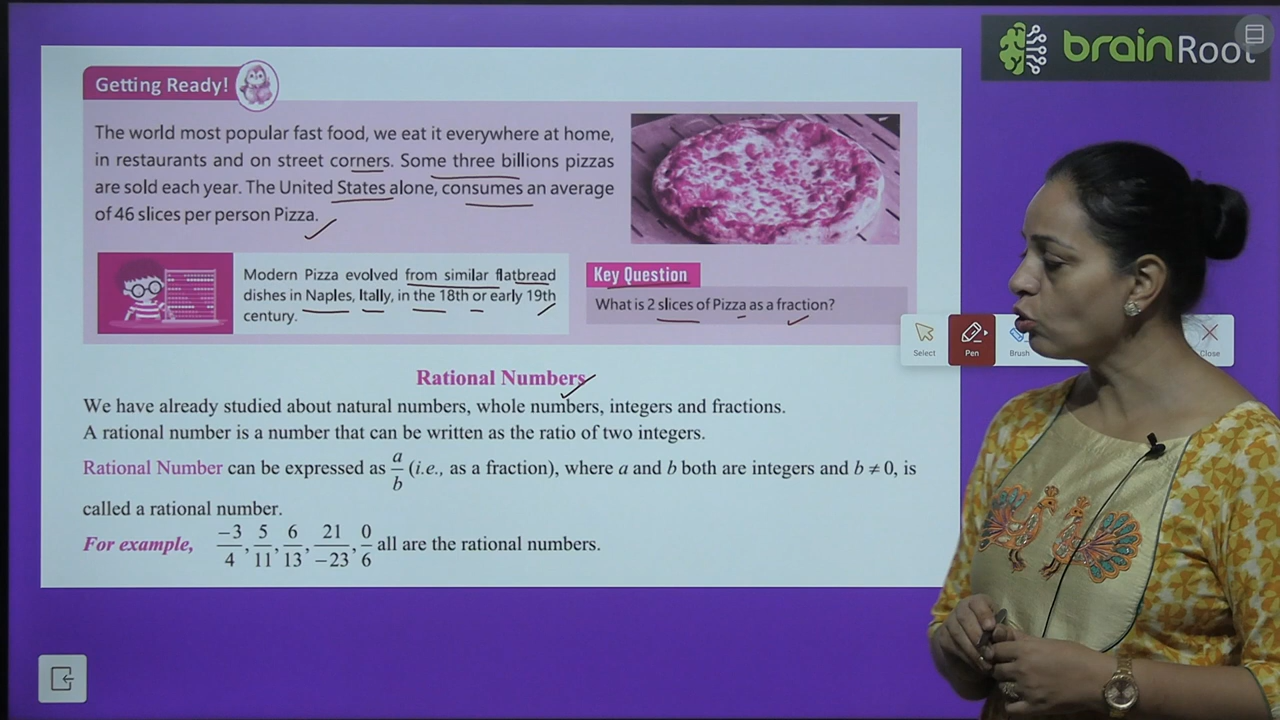 brainRoot
Getting Ready!
The world most popular fast food, we eat it everywhere at home,
in restaurants and on street corners. Some three billions pizzas
are sold each year. The United States alone, consumes an average
of 46 slices per person Pizza.
Modern Pizza evolved from similar flatbread
dishes in Naples, Itally, in the 18th or early 19th
century.
Key Question
What is 2 slices of Pizza as a fraction?
Select
Pen
Brush
Close
Rational Numbers
We have already studied about natural numbers, whole numbers, integers and fractions.
A rational number is a number that can be written as the ratio of two integers.
Rational Number can be expressed as a/b (i.e., as a fraction), where a and b both are integers and b ≠ 0, is
called a rational number.
For example, −3/4, 5/11, 6/13, 21/−23, 0/6 all are the rational numbers.